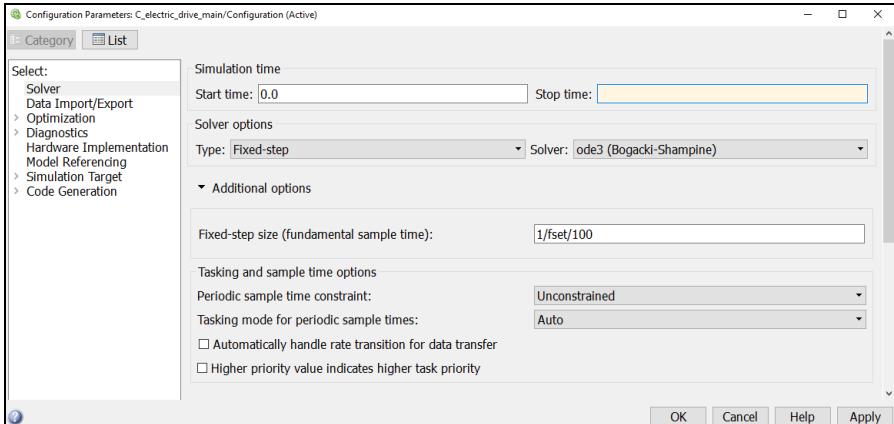 Configuration Parameters: C_electric_drive_main/Configuration (Active)
Category List
Select:
Solver
Data Import/Export
Optimization
Diagnostics
Hardware Implementation
Model Referencing
Simulation Target
Code Generation
Simulation time
Start time: 0.0 Stop time:
Solver options
Type: Fixed-step Solver: ode3 (Bogacki-Shampine)
Additional options
Fixed-step size (fundamental sample time): 1/fset/100
Tasking and sample time options
Periodic sample time constraint: Unconstrained
Tasking mode for periodic sample times: Auto
Automatically handle rate transition for data transfer
Higher priority value indicates higher task priority
OK Cancel Help Apply